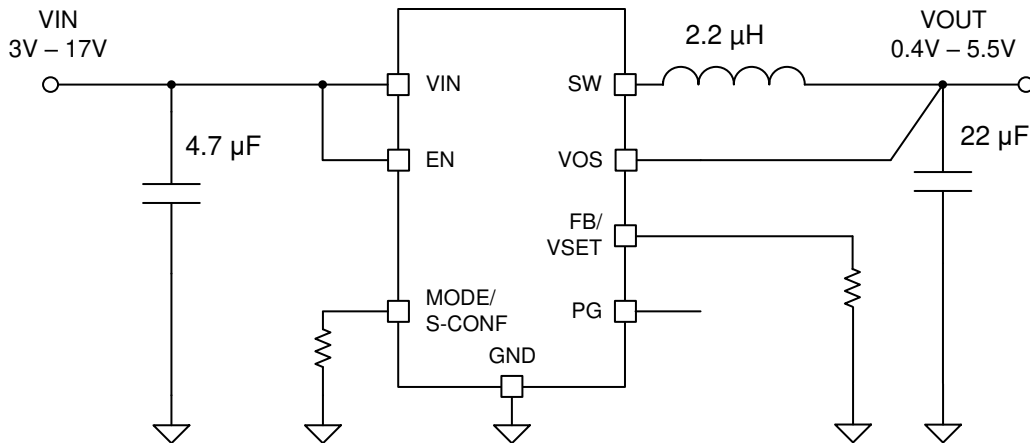 VIN
3V – 17V
2.2 µH
VOUT
0.4V – 5.5V
VIN
SW
4.7 µF
22 µF
EN
VOS
FB/
VSET
MODE/
S-CONF
PG
GND